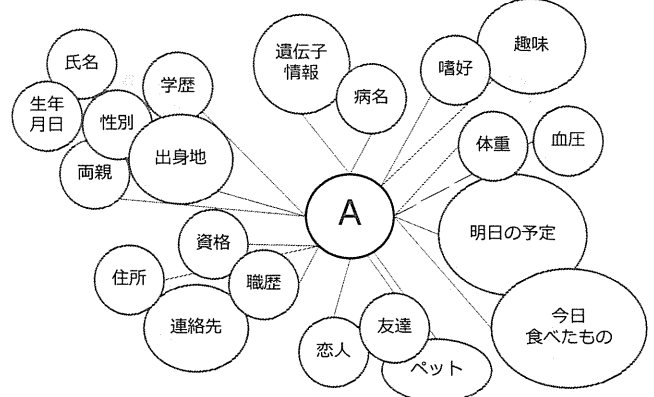 氏名
生年
月日
性別
学歴
両親
出身地
遺伝子
情報
病名
嗜好
趣味
体重
血圧
A
明日の予定
今日
食べたもの
資格
住所
職歴
連絡先
恋人
友達
ペット